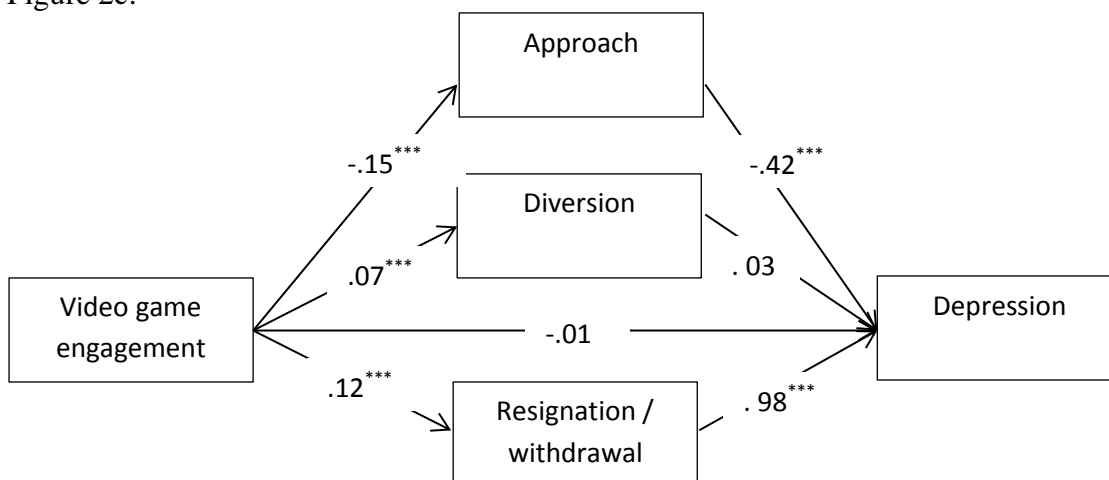 Figure 2c.
Approach
-.15***
-.42***
Diversion
.07***
. 03
Video game
engagement
-.01
Depression
.12***
. 98***
Resignation /
withdrawal